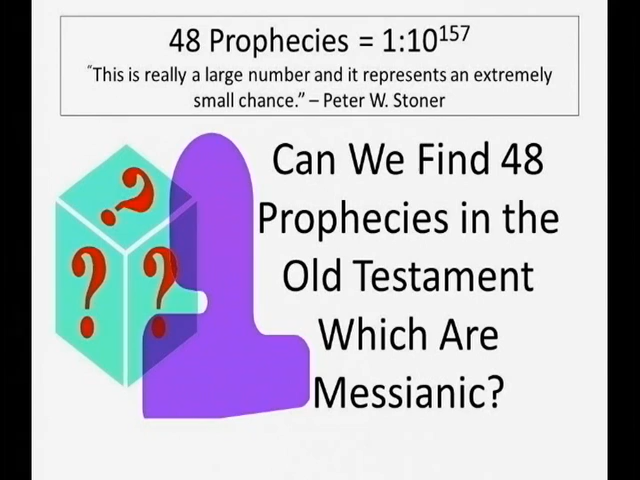 48 Prophecies = 1:10¹⁵⁷
"This is really a large number and it represents an extremely
small chance." – Peter W. Stoner
Can We Find 48
Prophecies in the
Old Testament
Which Are
Messianic?
?
?
?